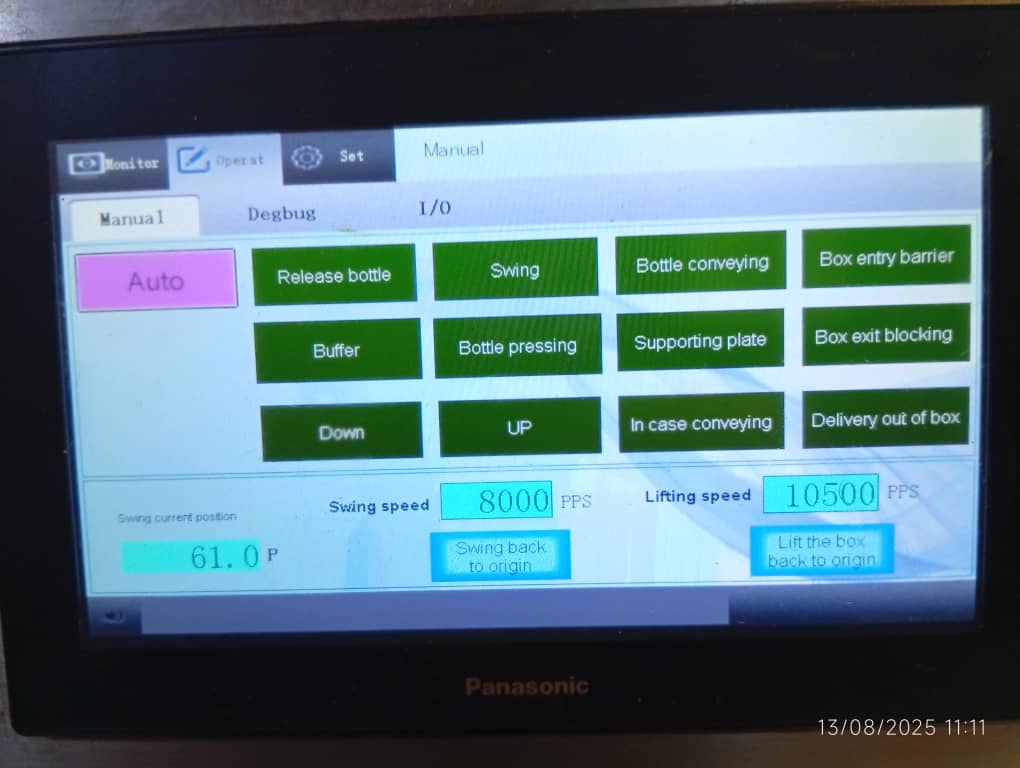 Monitor
Operat
Set
Manual
Manual
Degbug
I/O
Auto
Release bottle
Swing
Bottle conveying
Box entry barrier
Buffer
Bottle pressing
Supporting plate
Box exit blocking
Down
UP
In case conveying
Delivery out of box
Swing current position
61.0 P
Swing speed
8000 PPS
Lifting speed
10500 PPS
Swing back
to origin
Lift the box
back to origin
Panasonic
13/08/2025 11:11